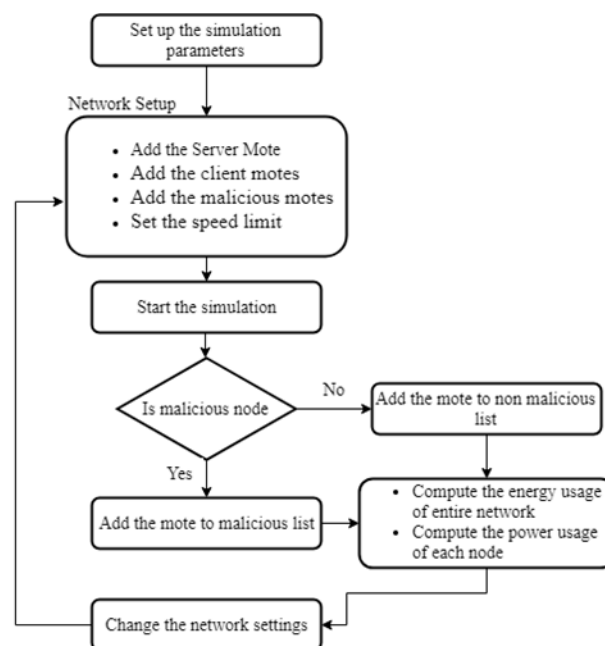 Set up the simulation
parameters
Network Setup
• Add the Server Mote
• Add the client motes
• Add the malicious motes
• Set the speed limit
Start the simulation
Is malicious node
No
Add the mote to non malicious
list
Yes
Add the mote to malicious list
• Compute the energy usage
of entire network
• Compute the power usage
of each node
Change the network settings